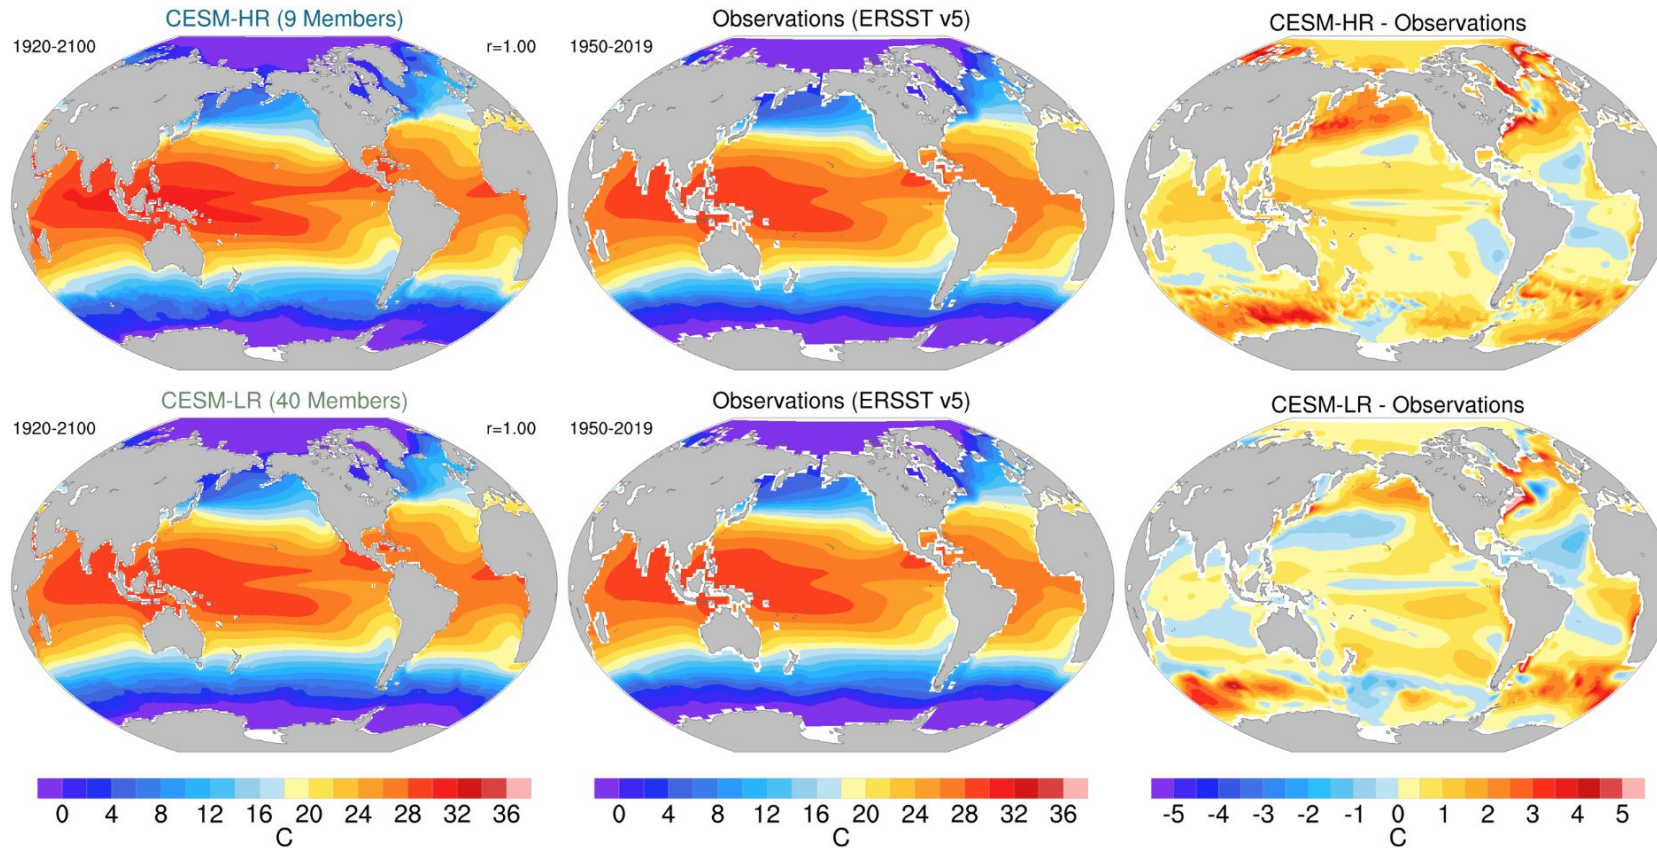 CESM-HR (9 Members)
1920-2100
r=1.00
Observations (ERSST v5)
1950-2019
CESM-HR - Observations
CESM-LR (40 Members)
1920-2100
r=1.00
Observations (ERSST v5)
1950-2019
CESM-LR - Observations
0 4 8 12 16 20 24 28 32 36
C
0 4 8 12 16 20 24 28 32 36
C
-5 -4 -3 -2 -1 0 1 2 3 4 5
C